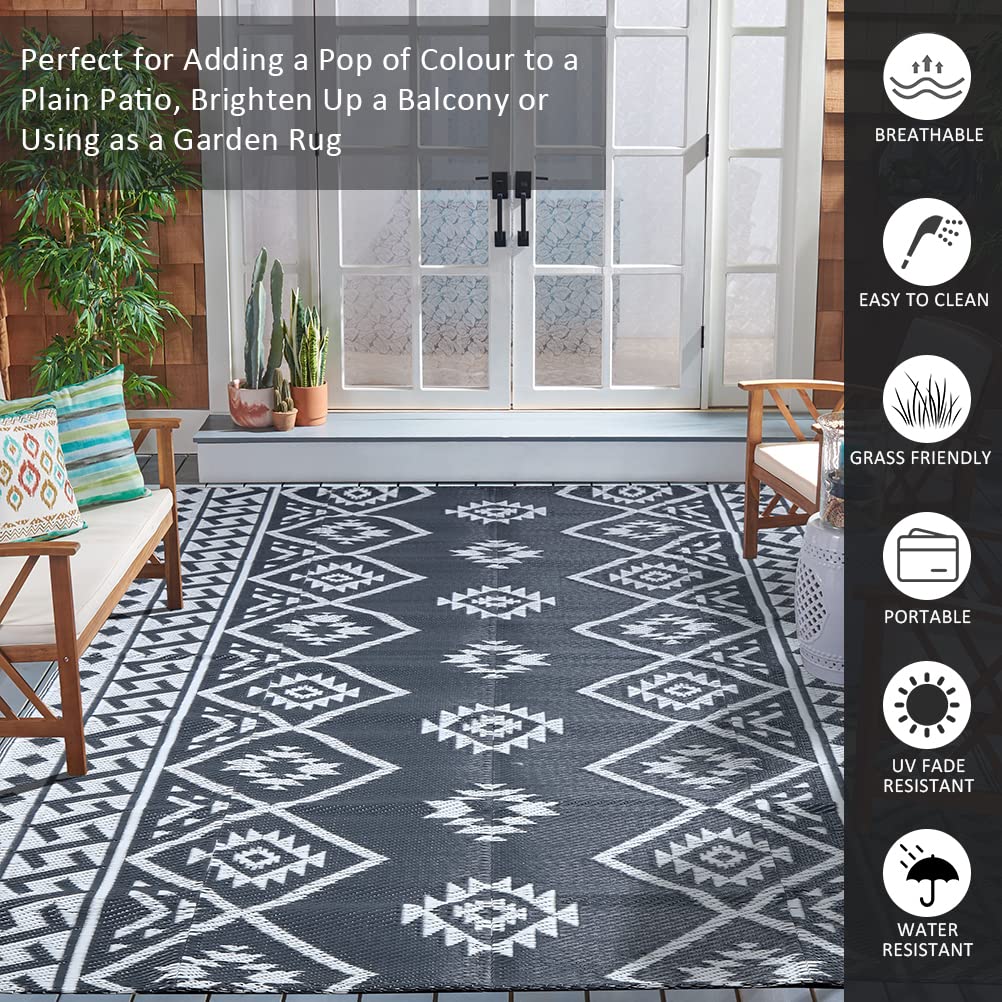 Perfect for Adding a Pop of Colour to a
Plain Patio, Brighten Up a Balcony or
Using as a Garden Rug
BREATHABLE
EASY TO CLEAN
GRASS FRIENDLY
PORTABLE
UV FADE
RESISTANT
WATER
RESISTANT